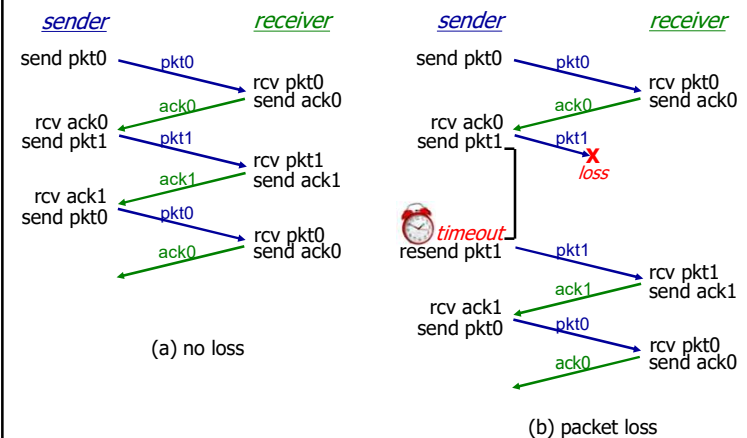 sender
receiver
send pkt0
pkt0
rcv pkt0
send ack0
ack0
rcv ack0
send pkt1
pkt1
rcv pkt1
send ack1
ack1
rcv ack1
send pkt0
pkt0
rcv pkt0
send ack0
ack0
(a) no loss
sender
receiver
send pkt0
pkt0
rcv pkt0
send ack0
ack0
rcv ack0
send pkt1
pkt1
X
loss
timeout
resend pkt1
pkt1
rcv pkt1
send ack1
ack1
rcv ack1
send pkt0
pkt0
rcv pkt0
send ack0
ack0
(b) packet loss